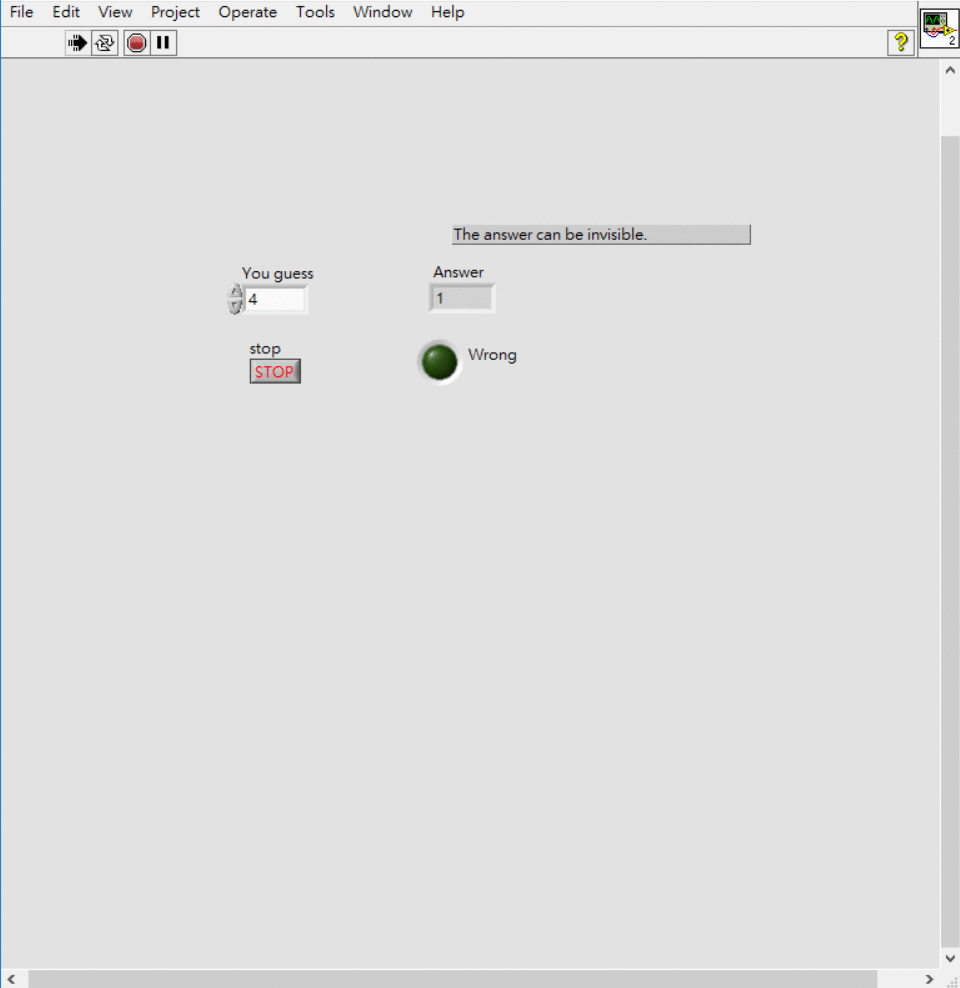 File Edit View Project Operate Tools Window Help
?
2
The answer can be invisible.
You guess Answer
4 1
stop Wrong
STOP